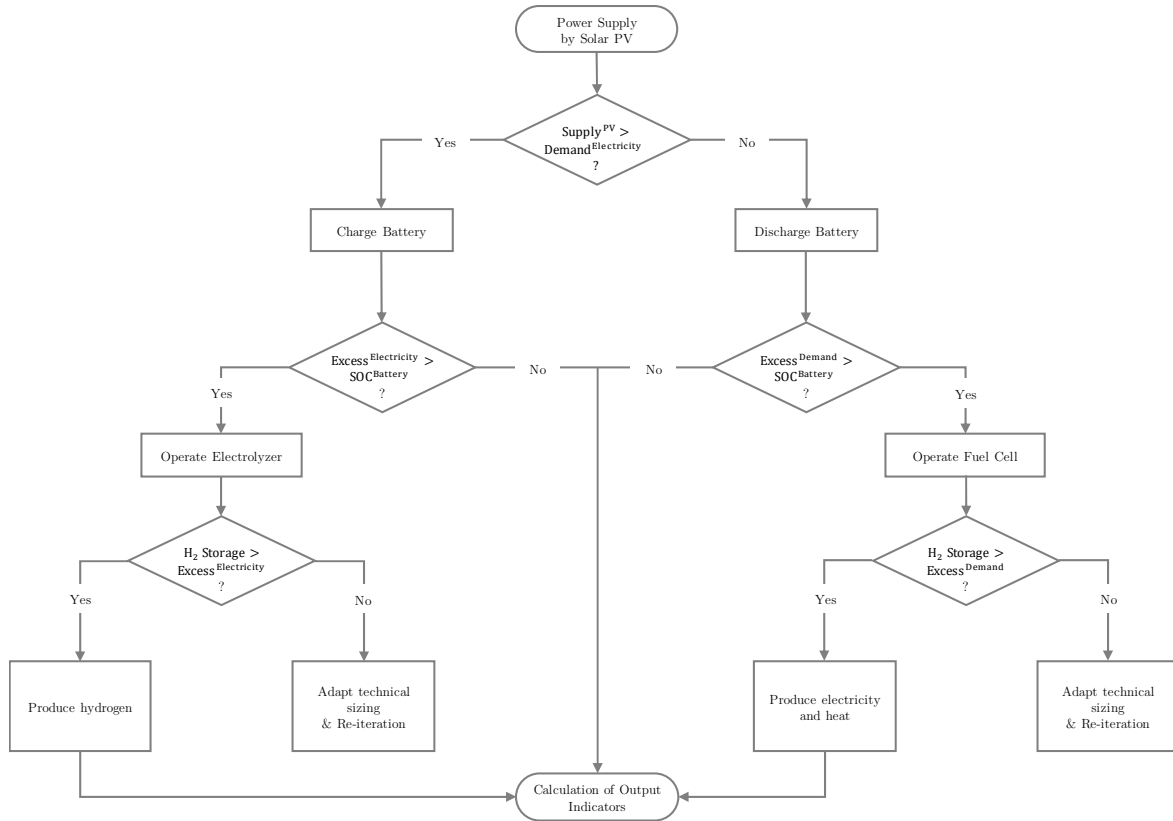 Power Supply
by Solar PV
Supply^PV >
Demand^Electricity
?
Yes
No
Charge Battery
Discharge Battery
Excess^Electricity >
SOC^Battery
?
No
No
Excess^Demand >
SOC^Battery
?
Yes
Yes
Operate Electrolyzer
Operate Fuel Cell
H₂ Storage >
Excess^Electricity
?
H₂ Storage >
Excess^Demand
?
Yes
No
Yes
No
Produce hydrogen
Adapt technical
sizing
& Re-iteration
Produce electricity
and heat
Adapt technical
sizing
& Re-iteration
Calculation of Output
Indicators